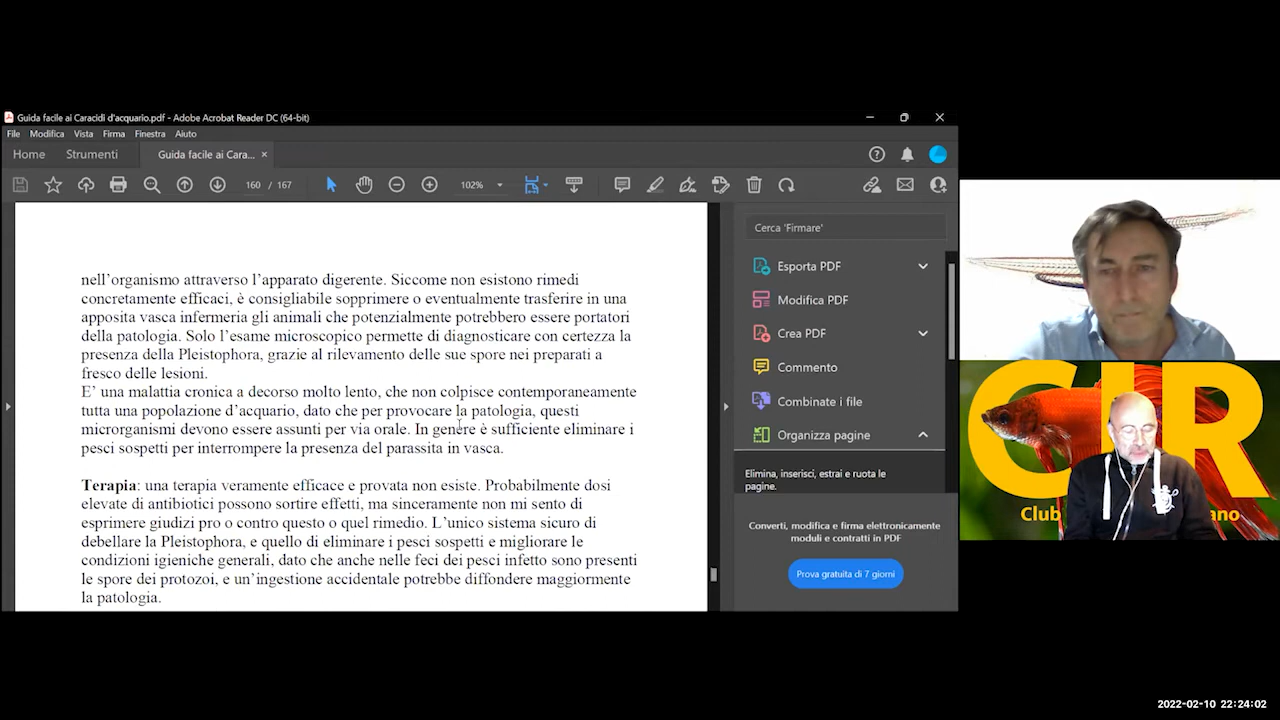 Guida facile ai Caracidi d'acquario.pdf - Adobe Acrobat Reader DC (64-bit)
File Modifica Vista Firma Finestra Aiuto
Home Strumenti Guida facile ai Cara... ×
160 / 167 102%
nell’organismo attraverso l’apparato digerente. Siccome non esistono rimedi
concretamente efficaci, è consigliabile sopprimere o eventualmente trasferire in una
apposita vasca infermeria gli animali che potenzialmente potrebbero essere portatori
della patologia. Solo l’esame microscopico permette di diagnosticare con certezza la
presenza della Pleistophora, grazie al rilevamento delle sue spore nei preparati a
fresco delle lesioni.
E’ una malattia cronica a decorso molto lento, che non colpisce contemporaneamente
tutta una popolazione d’acquario, dato che per provocare la patologia, questi
microrganismi devono essere assunti per via orale. In genere è sufficiente eliminare i
pesci sospetti per interrompere la presenza del parassita in vasca.
Terapia: una terapia veramente efficace e provata non esiste. Probabilmente dosi
elevate di antibiotici possono sortire effetti, ma sinceramente non mi sento di
esprimere giudizi pro o contro questo o quel rimedio. L’unico sistema sicuro di
debellare la Pleistophora, e quello di eliminare i pesci sospetti e migliorare le
condizioni igieniche generali, dato che anche nelle feci dei pesci infetto sono presenti
le spore dei protozoi, e un’ingestione accidentale potrebbe diffondere maggiormente
la patologia.
Cerca 'Firmare'
Esporta PDF
Modifica PDF
Crea PDF
Commento
Combinate i file
Organizza pagine
Elimina, inserisci, estrai e ruota le
pagine.
Converti, modifica e firma elettronicamente
moduli e contratti in PDF
Prova gratuita di 7 giorni
Club
ano
2022-02-10 22:24:02